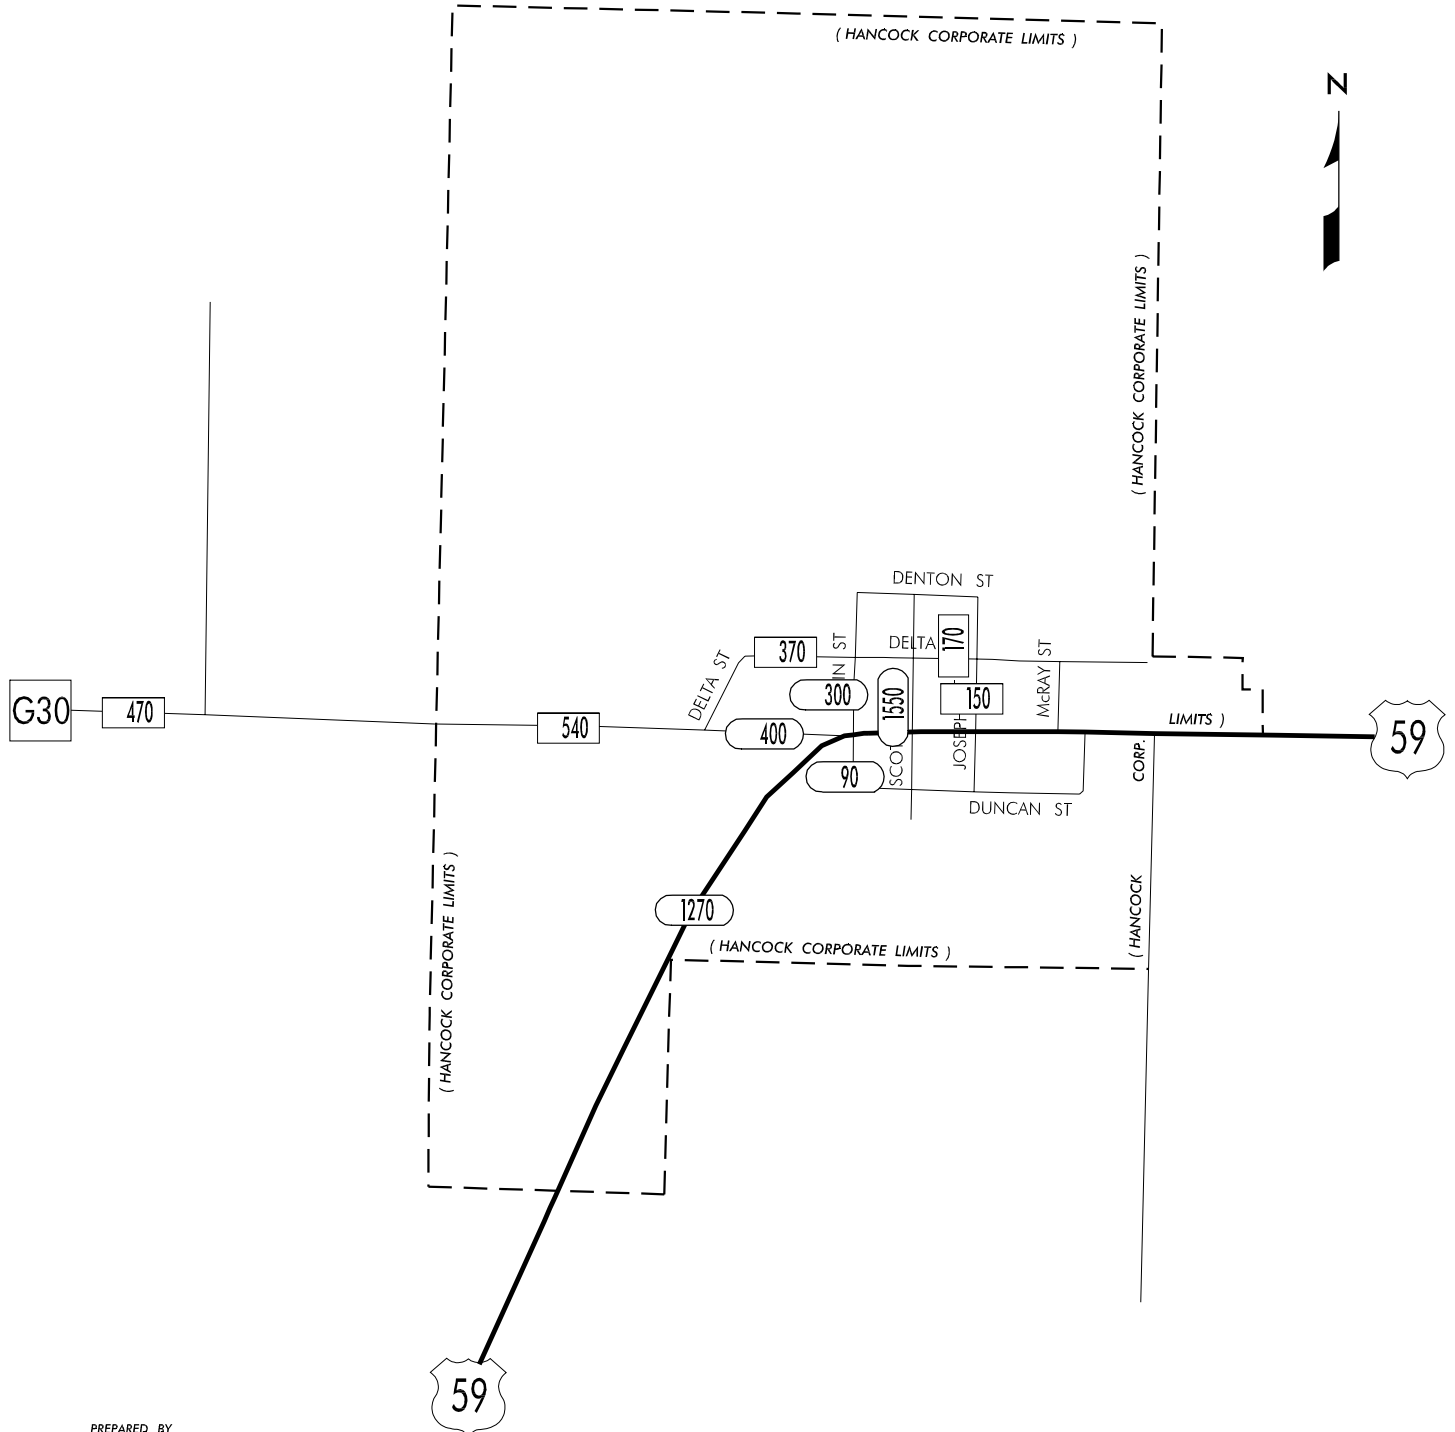 ( HANCOCK CORPORATE LIMITS )
N
( HANCOCK CORPORATE LIMITS )
DENTON ST
DELTA
170
ST
McRAY ST
370
DELTA ST
300
1550
150
G30
470
540
400
LIMITS )
59
JOSEPH
CORP.
90
DUNCAN ST
( HANCOCK
1270
( HANCOCK CORPORATE LIMITS )
( HANCOCK CORPORATE LIMITS )
59
PREPARED BY